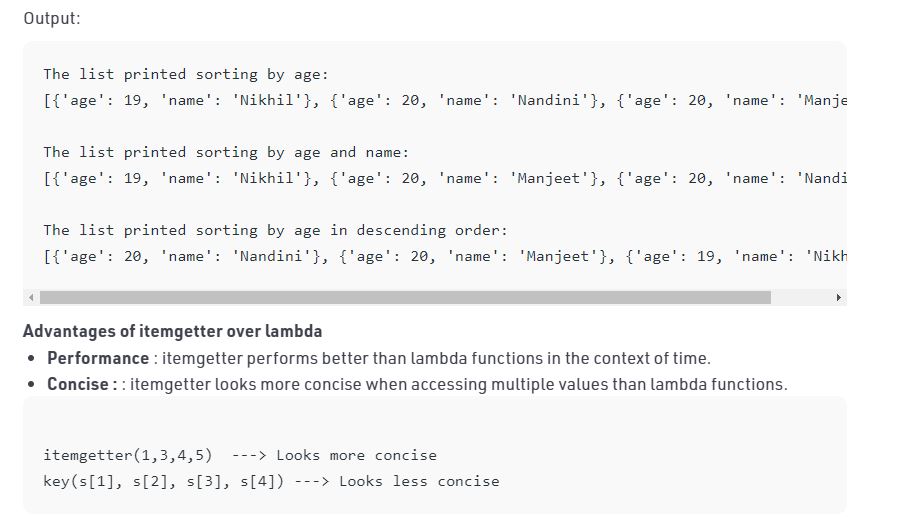 Output:
The list printed sorting by age:
[{'age': 19, 'name': 'Nikhil'}, {'age': 20, 'name': 'Nandini'}, {'age': 20, 'name': 'Manje
The list printed sorting by age and name:
[{'age': 19, 'name': 'Nikhil'}, {'age': 20, 'name': 'Manjeet'}, {'age': 20, 'name': 'Nandi
The list printed sorting by age in descending order:
[{'age': 20, 'name': 'Nandini'}, {'age': 20, 'name': 'Manjeet'}, {'age': 19, 'name': 'Nikh
Advantages of itemgetter over lambda
• Performance : itemgetter performs better than lambda functions in the context of time.
• Concise : : itemgetter looks more concise when accessing multiple values than lambda functions.
itemgetter(1,3,4,5)  ---> Looks more concise
key(s[1], s[2], s[3], s[4]) ---> Looks less concise